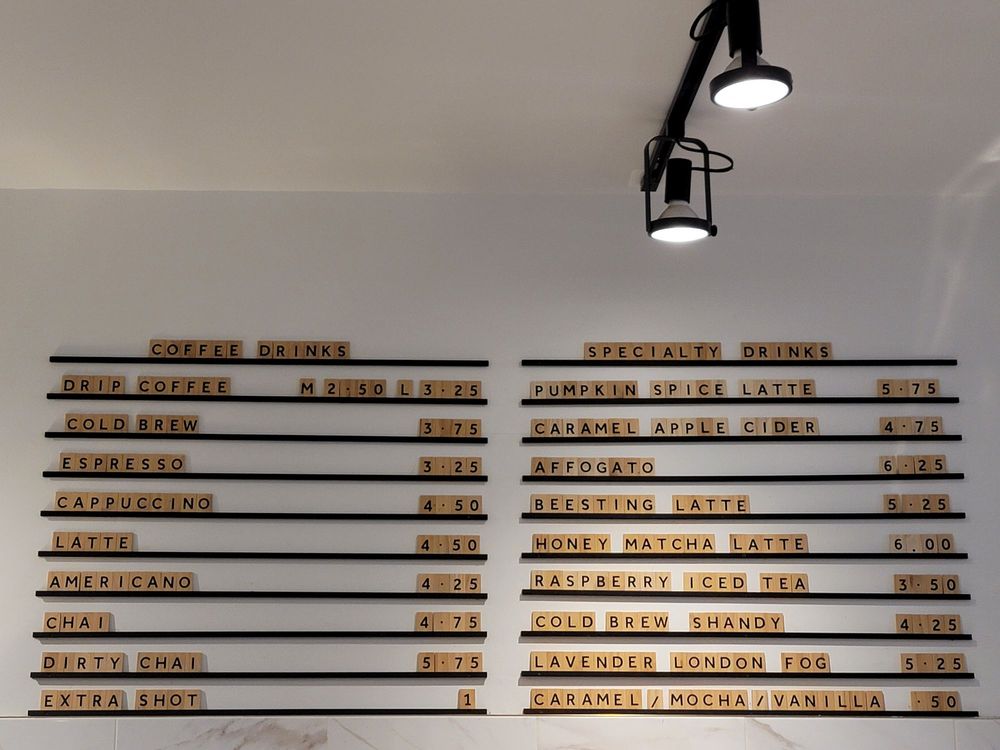 COFFEE DRINKS
DRIP COFFEE M 2.50 L 3.25
COLD BREW 3.75
ESPRESSO 3.25
CAPPUCCINO 4.50
LATTE 4.50
AMERICANO 4.25
CHAI 4.75
DIRTY CHAI 5.75
EXTRA SHOT 1
SPECIALTY DRINKS
PUMPKIN SPICE LATTE 5.75
CARAMEL APPLE CIDER 4.75
AFFOGATO 6.25
BEESTING LATTE 5.25
HONEY MATCHA LATTE 6.00
RASPBERRY ICED TEA 3.50
COLD BREW SHANDY 4.25
LAVENDER LONDON FOG 5.25
CARAMEL/MOCHA/VANILLA .50